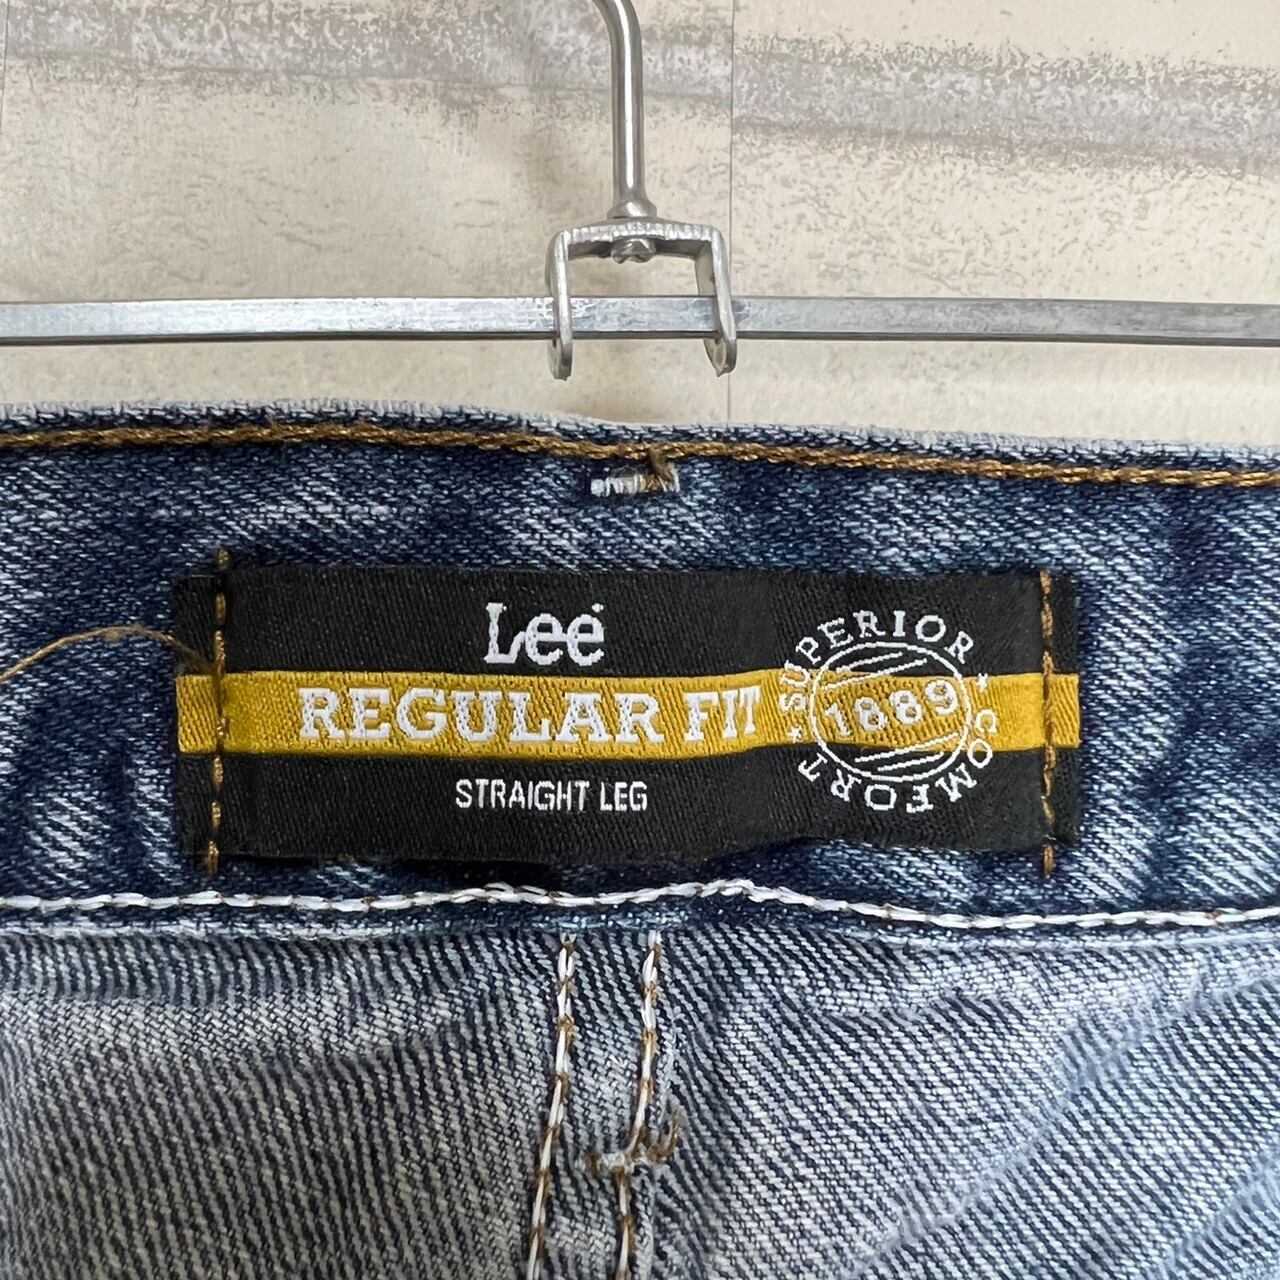 Lee
REGULAR FIT
STRAIGHT LEG
SUPERIOR
1889
COMFORT